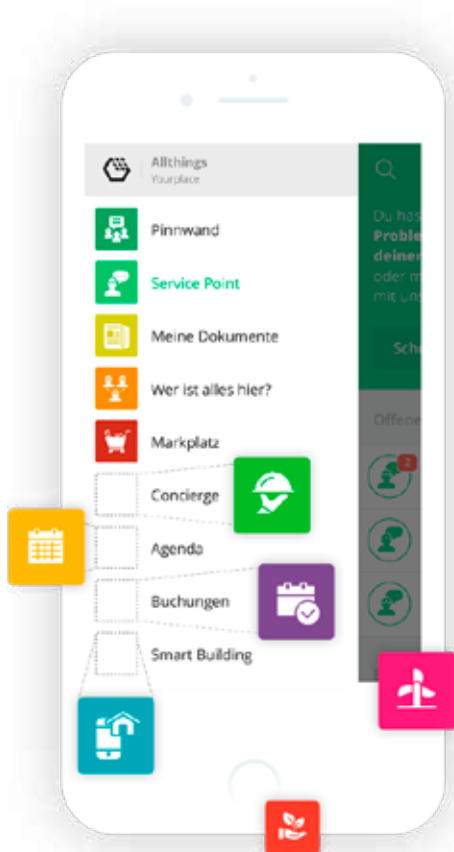 Allthings
Yourplace
Pinnwand
Service Point
Meine Dokumente
Wer ist alles hier?
Markplatz
Concierge
Agenda
Buchungen
Smart Building
Du has
Proble
deiner
oder m
mit uns
Sch
Offene
2